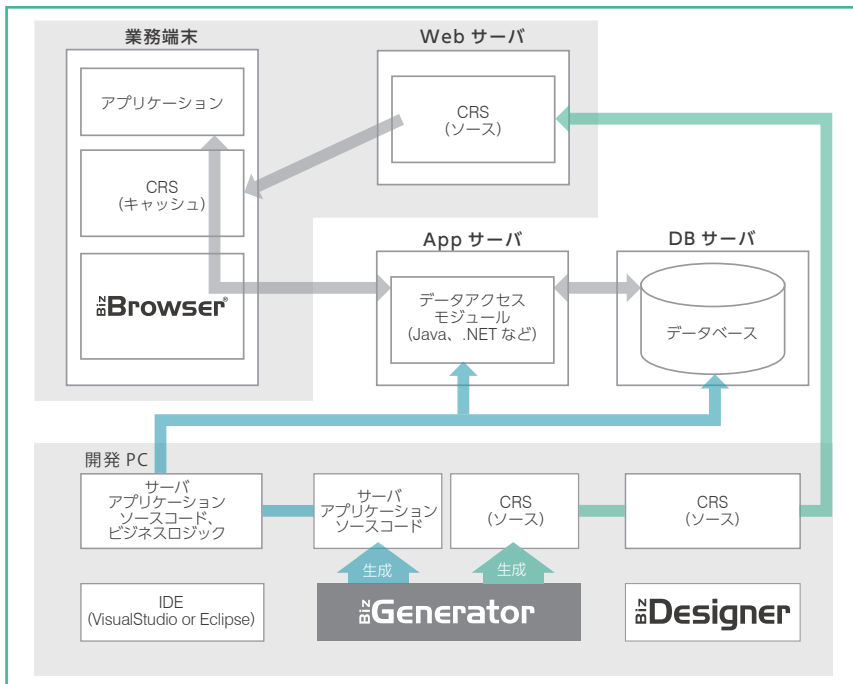 業務端末
Web サーバ
アプリケーション
CRS
(ソース)
CRS
(キャッシュ)
App サーバ
DB サーバ
Biz Browser®
データアクセス
モジュール
(Java、.NET など)
データベース
開発 PC
サーバ
アプリケーション
ソースコード、
ビジネスロジック
サーバ
アプリケーション
ソースコード
CRS
(ソース)
CRS
(ソース)
生成
生成
IDE
(VisualStudio or Eclipse)
Biz Generator
Biz Designer